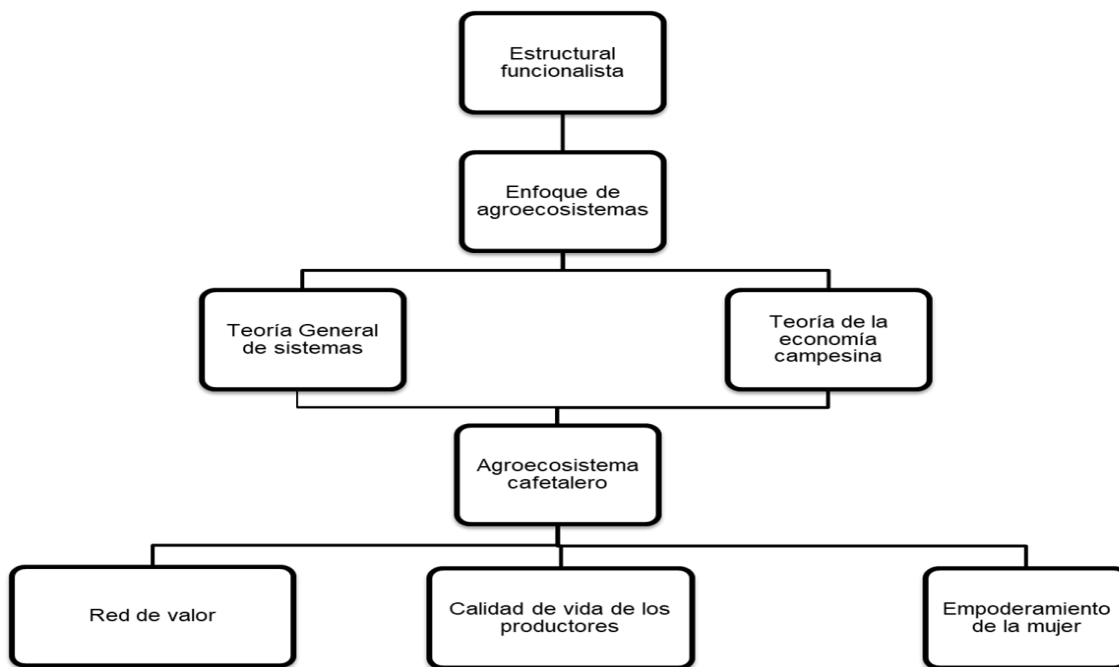 Estructural
funcionalista
Enfoque de
agroecosistemas
Teoría General
de sistemas
Teoría de la
economía
campesina
Agroecosistema
cafetalero
Red de valor
Calidad de vida de los
productores
Empoderamiento
de la mujer